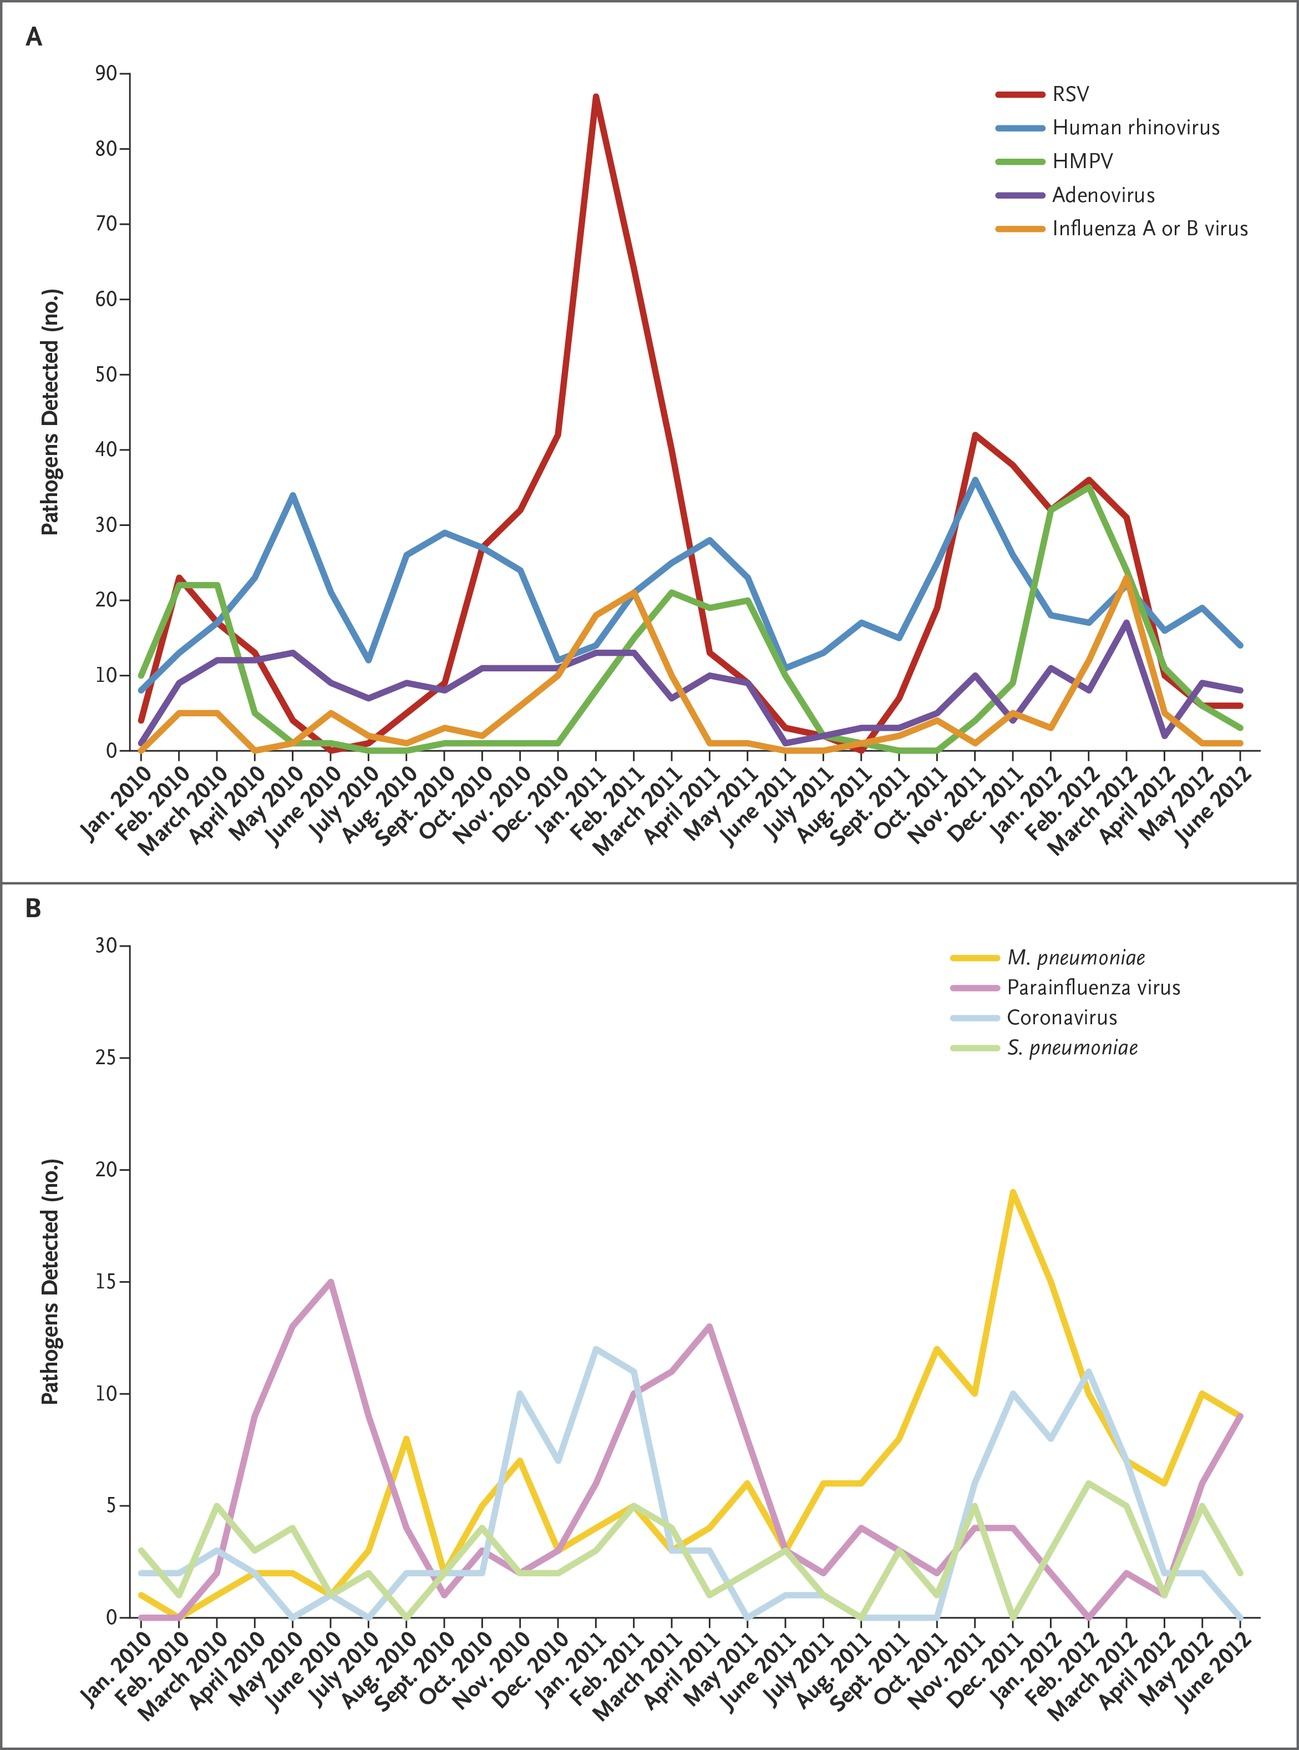 A
90
80
70
60
50
40
30
20
10
0
Pathogens Detected (no.)
RSV
Human rhinovirus
HMPV
Adenovirus
Influenza A or B virus
Jan. 2010
Feb. 2010
March 2010
April 2010
May 2010
June 2010
July 2010
Aug. 2010
Sept. 2010
Oct. 2010
Nov. 2010
Dec. 2010
Jan. 2011
Feb. 2011
March 2011
April 2011
May 2011
June 2011
July 2011
Aug. 2011
Sept. 2011
Oct. 2011
Nov. 2011
Dec. 2011
Jan. 2012
Feb. 2012
March 2012
April 2012
May 2012
June 2012
B
30
25
20
15
10
5
0
Pathogens Detected (no.)
M. pneumoniae
Parainfluenza virus
Coronavirus
S. pneumoniae
Jan. 2010
Feb. 2010
March 2010
April 2010
May 2010
June 2010
July 2010
Aug. 2010
Sept. 2010
Oct. 2010
Nov. 2010
Dec. 2010
Jan. 2011
Feb. 2011
March 2011
April 2011
May 2011
June 2011
July 2011
Aug. 2011
Sept. 2011
Oct. 2011
Nov. 2011
Dec. 2011
Jan. 2012
Feb. 2012
March 2012
April 2012
May 2012
June 2012